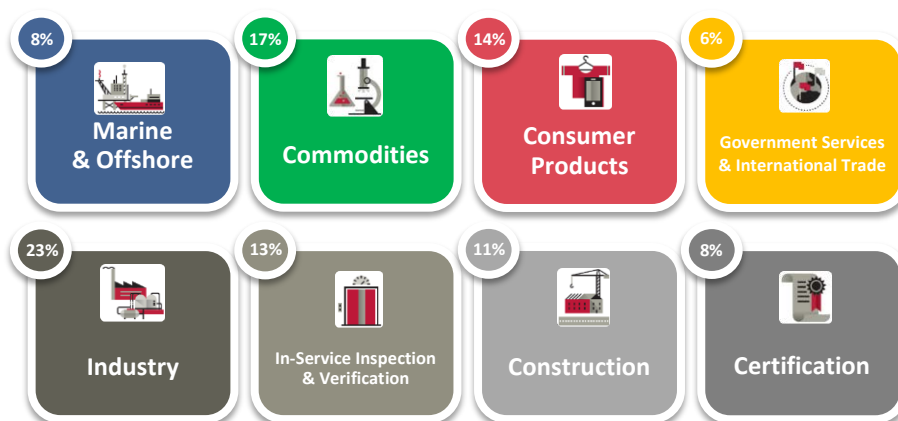 8%
Marine
& Offshore
17%
Commodities
14%
Consumer
Products
6%
Government Services
& International Trade
23%
Industry
13%
In-Service Inspection
& Verification
11%
Construction
8%
Certification